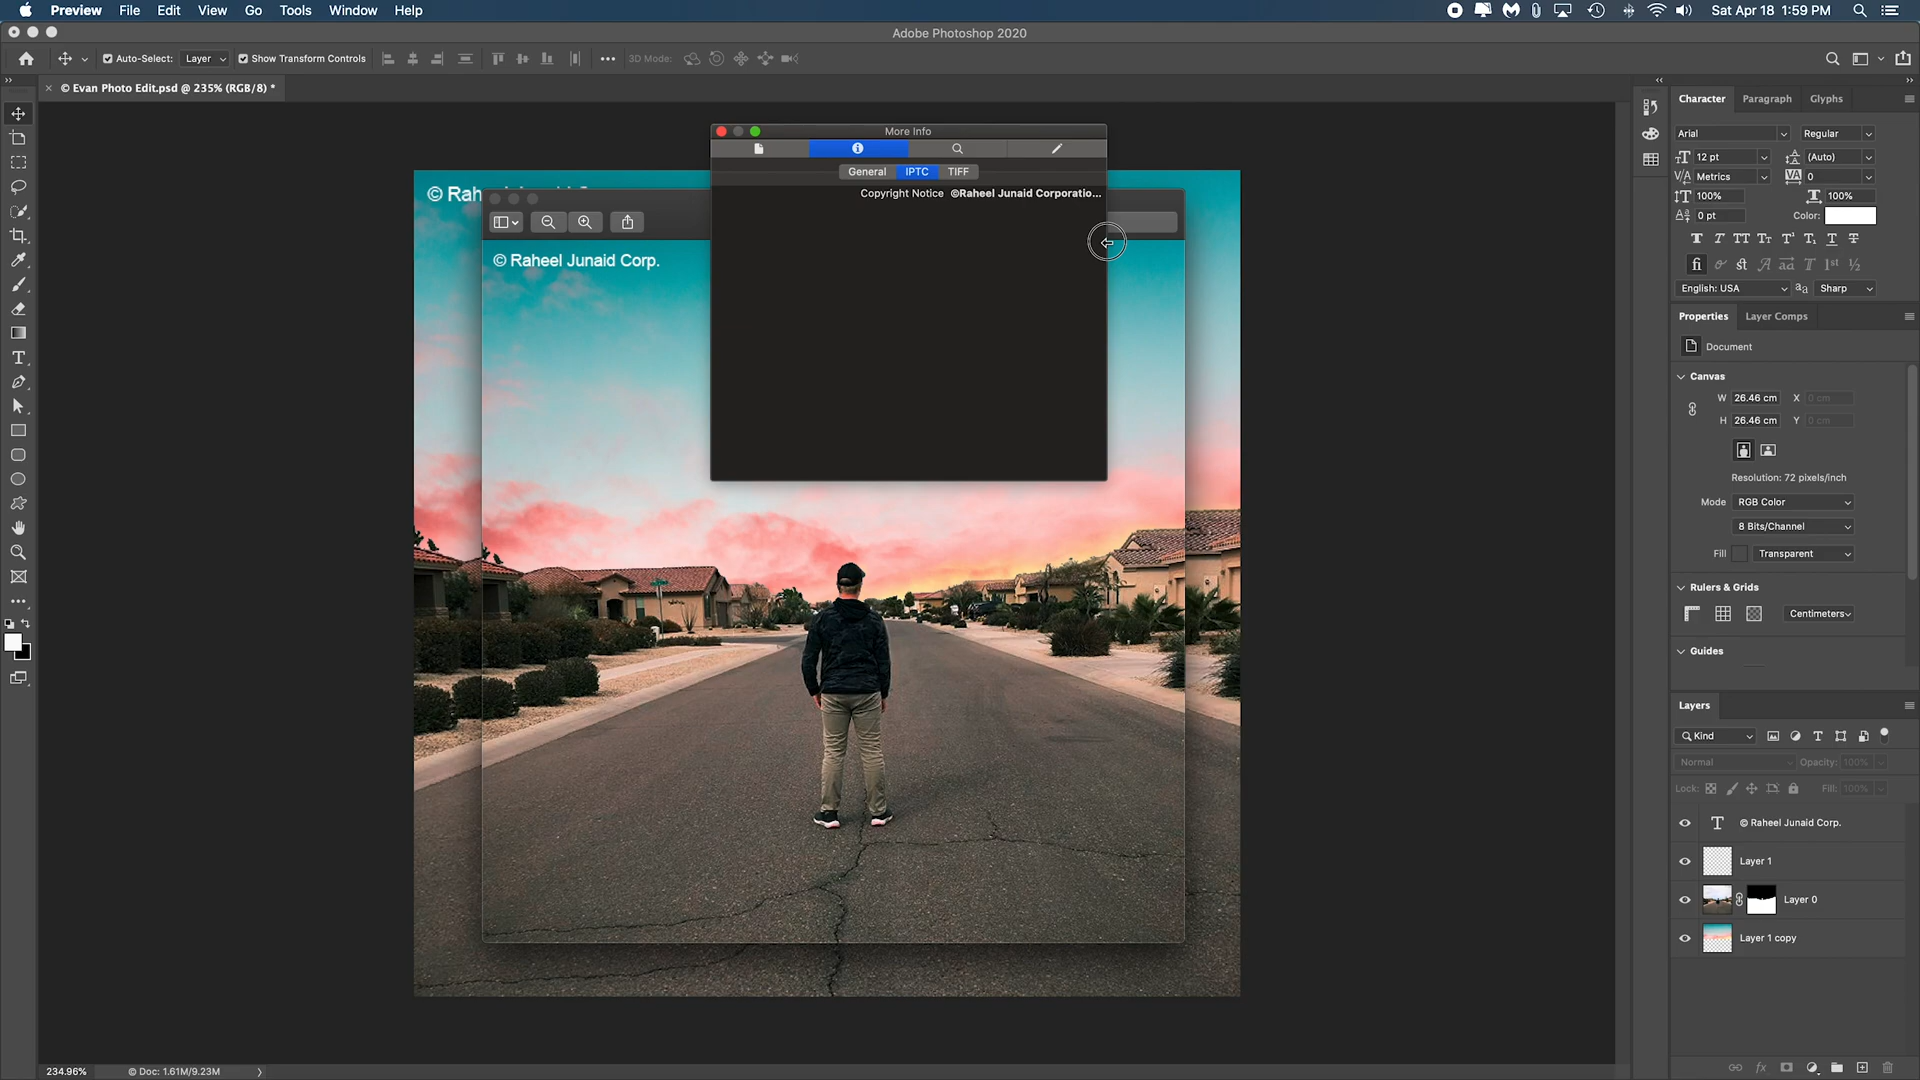 Preview File Edit View Go Tools Window Help
Sat Apr 18 1:59 PM
Adobe Photoshop 2020
Auto-Select: Layer Show Transform Controls 3D Mode:
© Evan Photo Edit.psd @ 235% (RGB/8) *
More Info
General IPTC TIFF
Copyright Notice ©Raheel Junaid Corporatio...
© Rah
© Raheel Junaid Corp.
Character Paragraph Glyphs
Arial Regular
12 pt (Auto)
Metrics 0
100% 100%
0 pt Color:
English: USA Sharp
Properties Layer Comps
Document
Canvas
W 26.46 cm X 0 cm
H 26.46 cm Y 0 cm
Resolution: 72 pixels/inch
Mode RGB Color
8 Bits/Channel
Fill Transparent
Rulers & Grids
Centimeters
Guides
Layers
Kind
Normal Opacity: 100%
Lock: Fill: 100%
© Raheel Junaid Corp.
Layer 1
Layer 0
Layer 1 copy
234.96% © Doc: 1.61M/9.23M